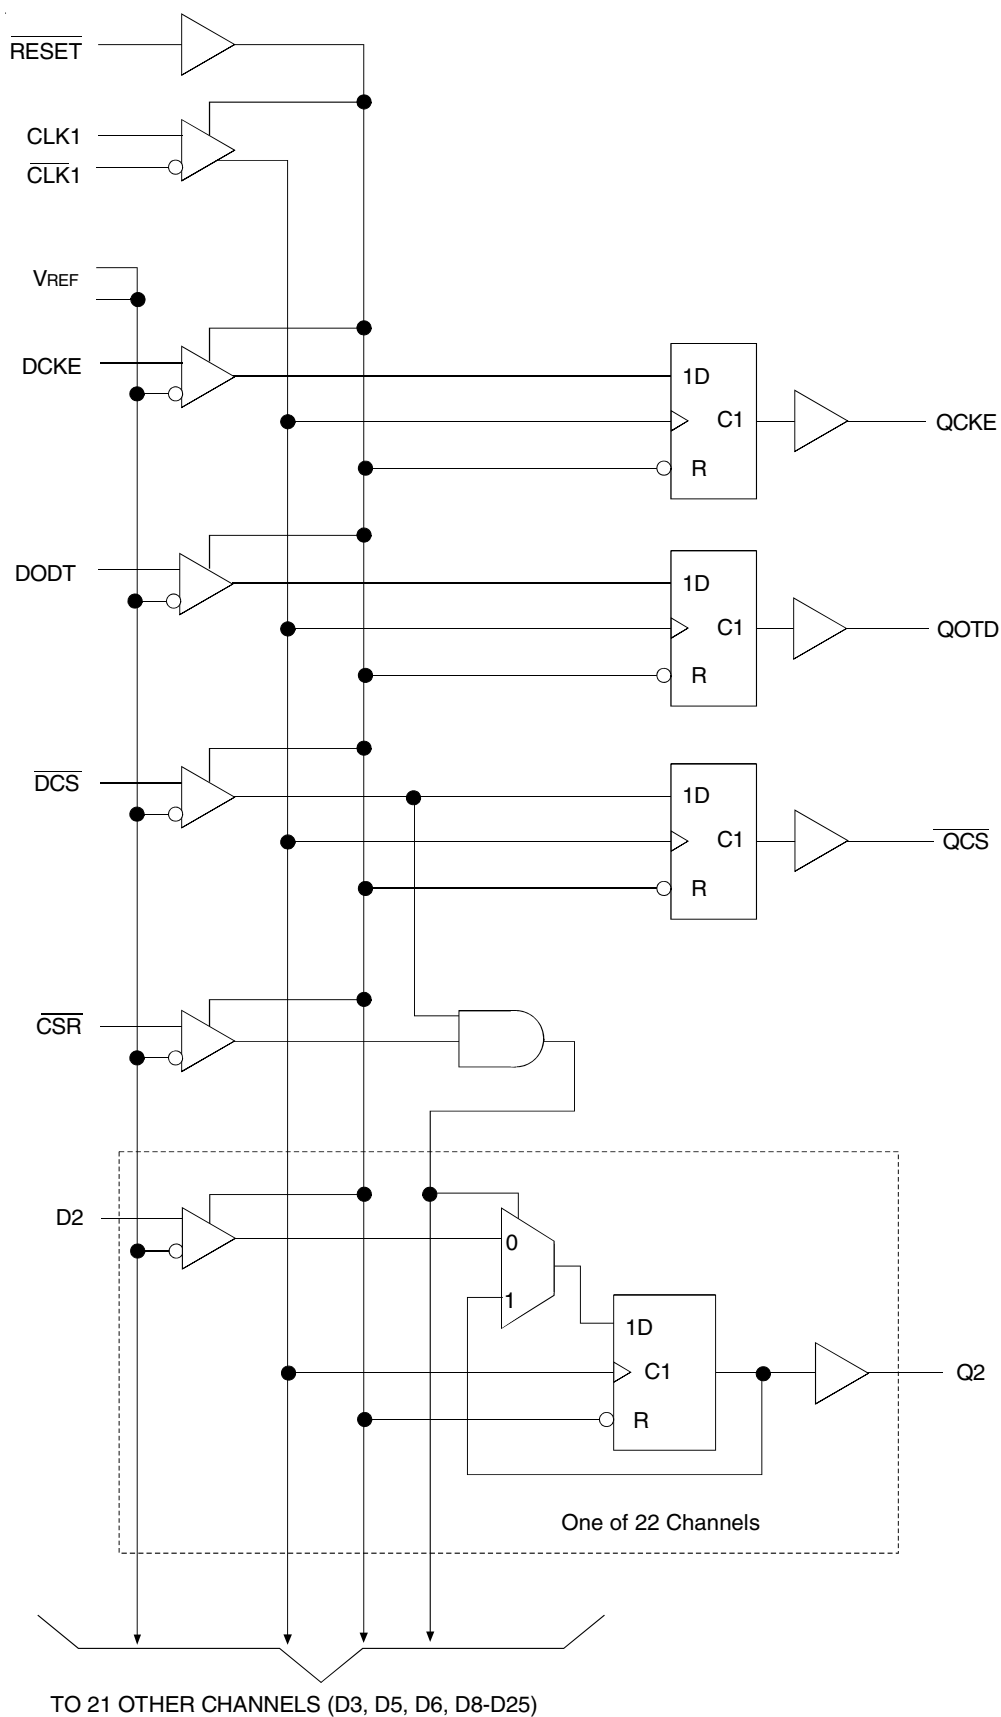 RESET
CLK1
CLK1
VREF
DCKE
1D
C1
QCKE
R
DODT
1D
C1
QOTD
R
DCS
1D
C1
QCS
R
CSR
D2
0
1
1D
C1
Q2
R
One of 22 Channels
TO 21 OTHER CHANNELS (D3, D5, D6, D8-D25)